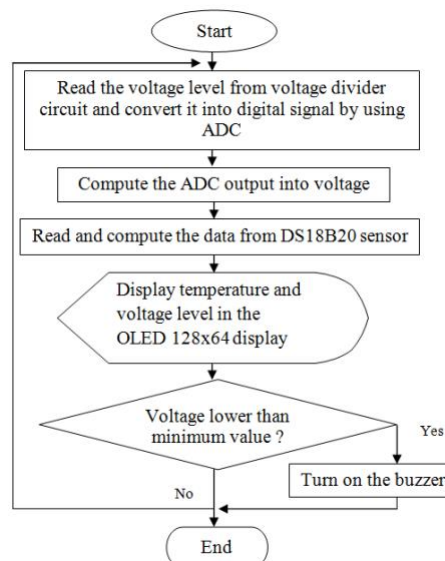 Start
Read the voltage level from voltage divider
circuit and convert it into digital signal by using
ADC
Compute the ADC output into voltage
Read and compute the data from DS18B20 sensor
Display temperature and
voltage level in the
OLED 128x64 display
Voltage lower than
minimum value ?
Yes
Turn on the buzzer
No
End